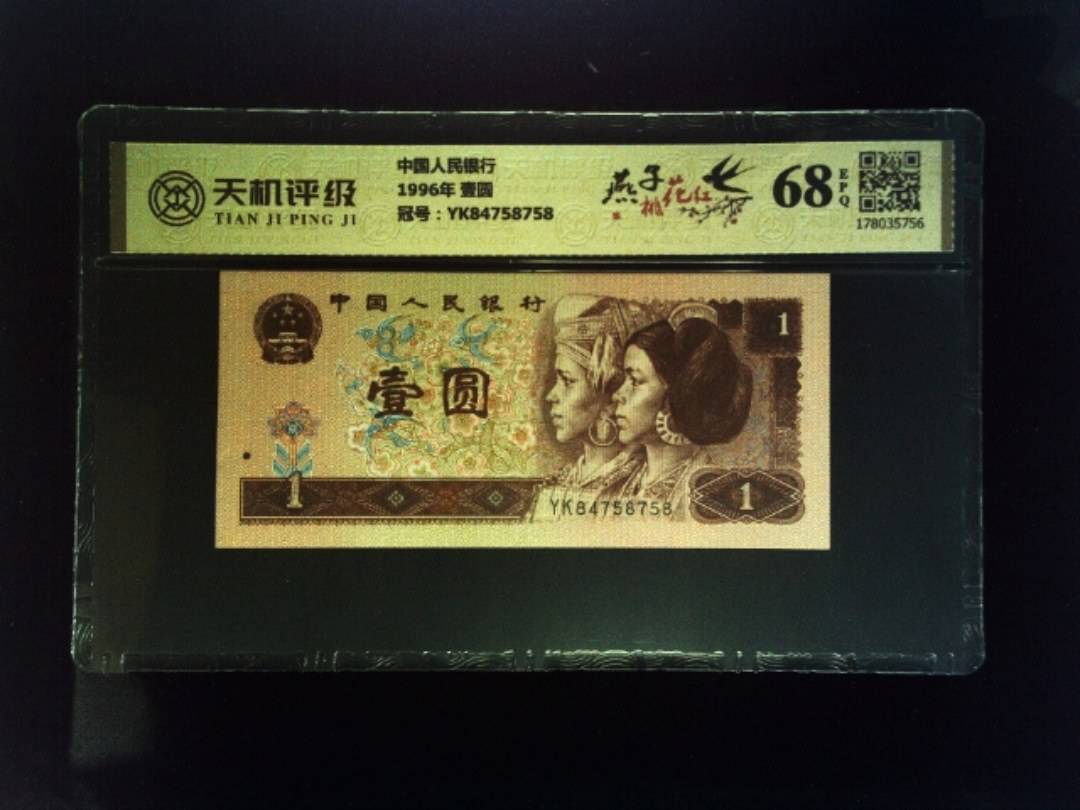 天机评级
TIAN JI PING JI
中国人民银行
1996年 壹圆
冠号：YK84758758
燕子
桃花红
68
EPQ
178035756
中国人民银行
1
壹圆
1
YK84758758
1